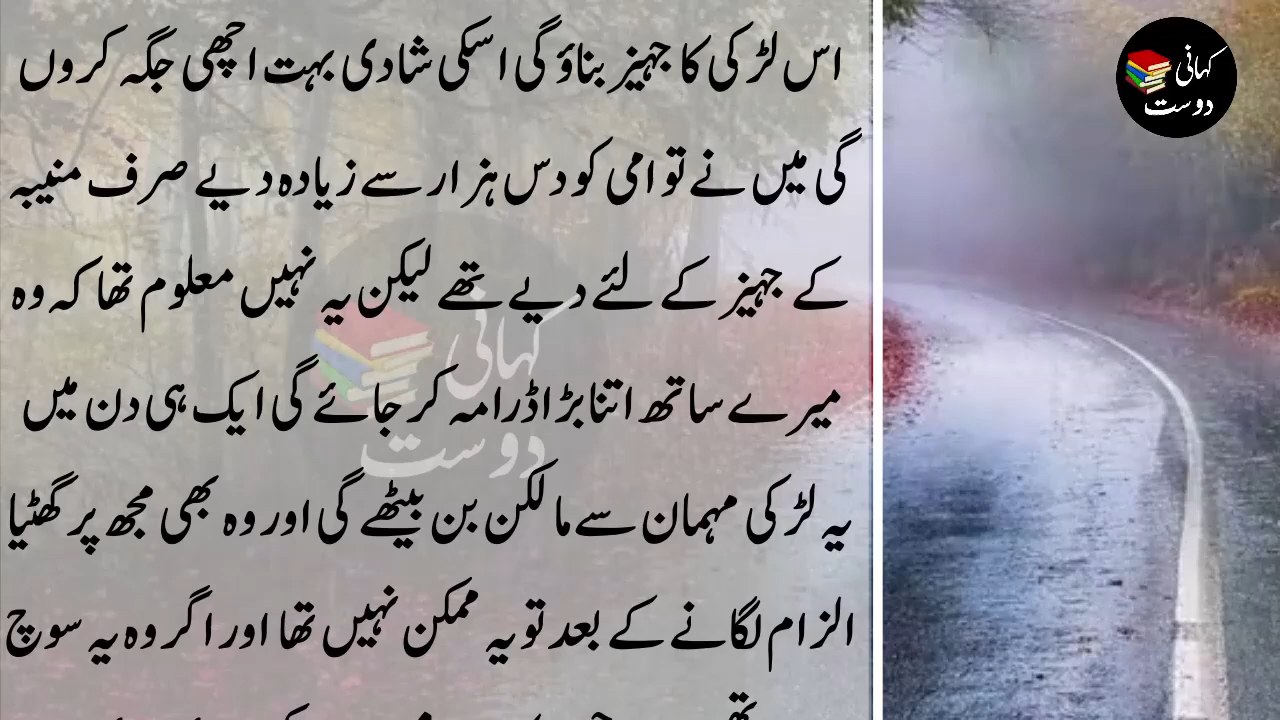 اس لڑکی کا جہیز بناؤ گی اسکی شادی بہت اچھی جگہ کروں
گی میں نے تو امی کو دس ہزار سے زیادہ دیے صرف منیبہ
کے جہیز کے لئے دیے تھے لیکن یہ نہیں معلوم تھا کہ وہ
میرے ساتھ اتنا بڑا ڈرامہ کر جائے گی ایک ہی دن میں
یہ لڑکی مہمان سے مالکن بن بیٹھے گی اور وہ بھی مجھ پر گھٹیا
الزام لگانے کے بعد تو یہ ممکن نہیں تھا اور اگر وہ یہ سوچ
کہانی
دوست
کہانی
دوست